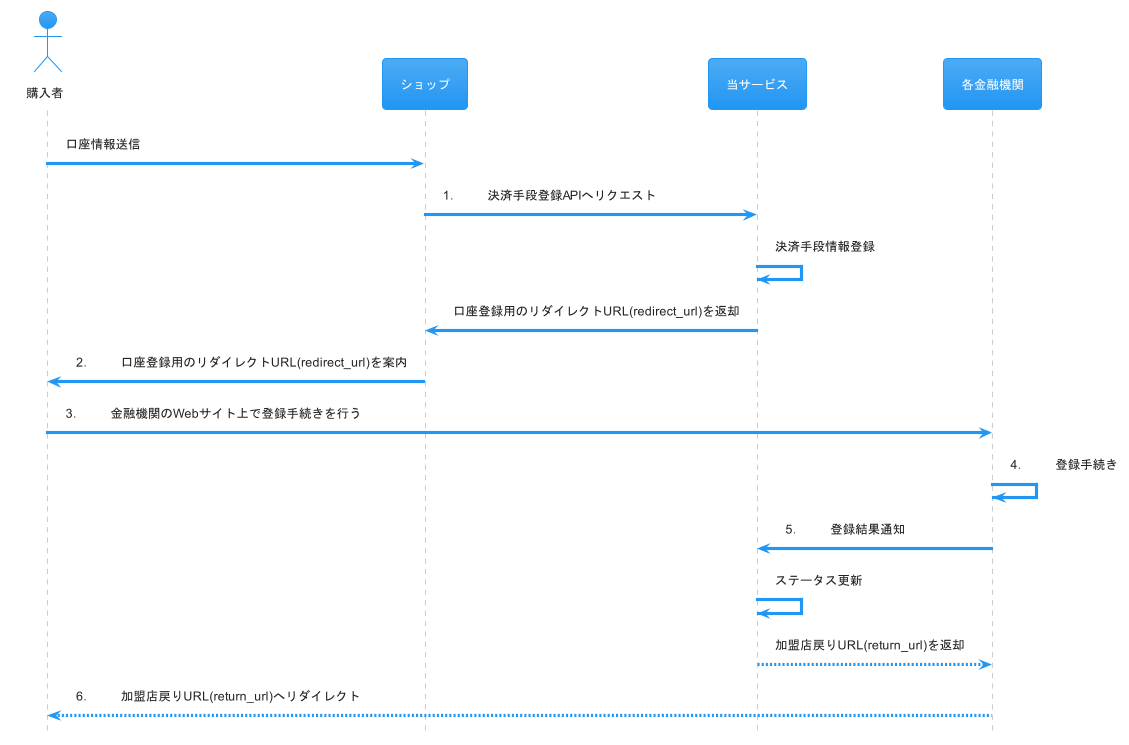 購入者
ショップ
当サービス
各金融機関
口座情報送信
1. 決済手段登録APIへリクエスト
決済手段情報登録
口座登録用のリダイレクトURL(redirect_url)を返却
2. 口座登録用のリダイレクトURL(redirect_url)を案内
3. 金融機関のWebサイト上で登録手続きを行う
4. 登録手続き
5. 登録結果通知
ステータス更新
加盟店戻りURL(return_url)を返却
6. 加盟店戻りURL(return_url)へリダイレクト